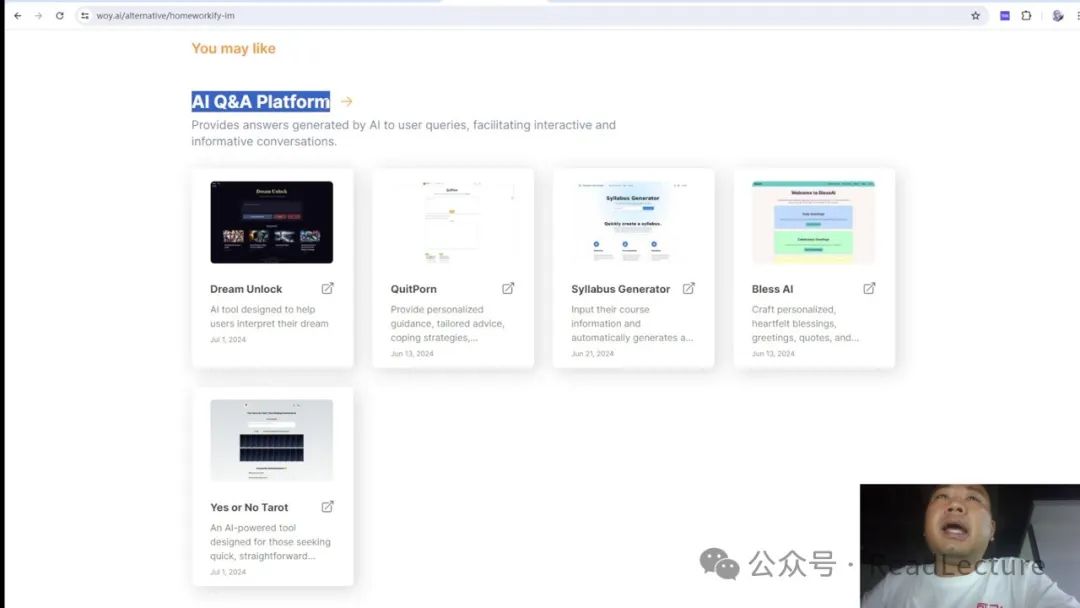 woy.ai/alternative/homeworkify-im
You may like
AI Q&A Platform →
Provides answers generated by AI to user queries, facilitating interactive and
informative conversations.
Dream Unlock
Syllabus Generator
Quickly create a syllabus.
Welcome to BlessAI
Dream Unlock
AI tool designed to help
users interpret their dream
Jul 1, 2024
QuitPorn
Provide personalized
guidance, tailored advice,
coping strategies,...
Jun 13, 2024
Syllabus Generator
Input their course
information and
automatically generates a...
Jun 21, 2024
Bless AI
Craft personalized,
heartfelt blessings,
greetings, quotes, and...
Jun 13, 2024
Yes or No Tarot
An AI-powered tool
designed for those seeking
quick, straightforward...
Jul 1, 2024
公众号 · ReadLecture